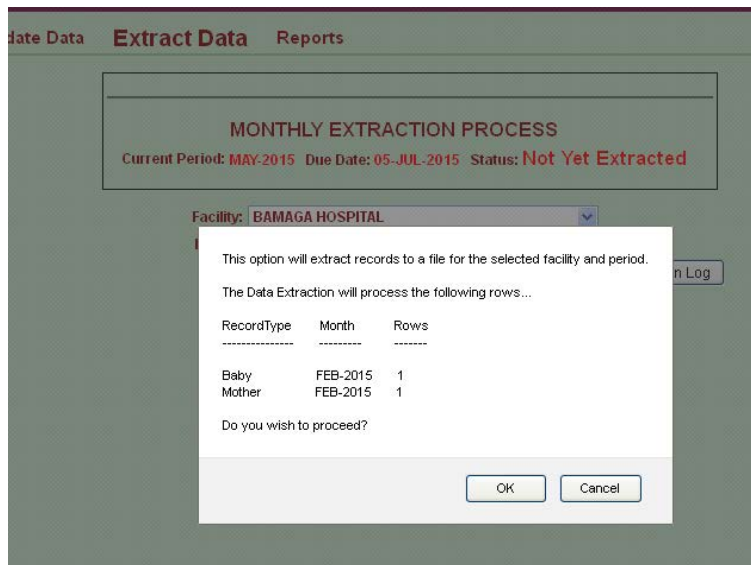 date Data Extract Data Reports
MONTHLY EXTRACTION PROCESS
Current Period: MAY-2015 Due Date: 05-JUL-2015 Status: Not Yet Extracted
Facility: BAMAGA HOSPITAL
This option will extract records to a file for the selected facility and period.
n Log
The Data Extraction will process the following rows...
RecordType Month Rows
--------------- --------- -------
Baby FEB-2015 1
Mother FEB-2015 1
Do you wish to proceed?
OK Cancel